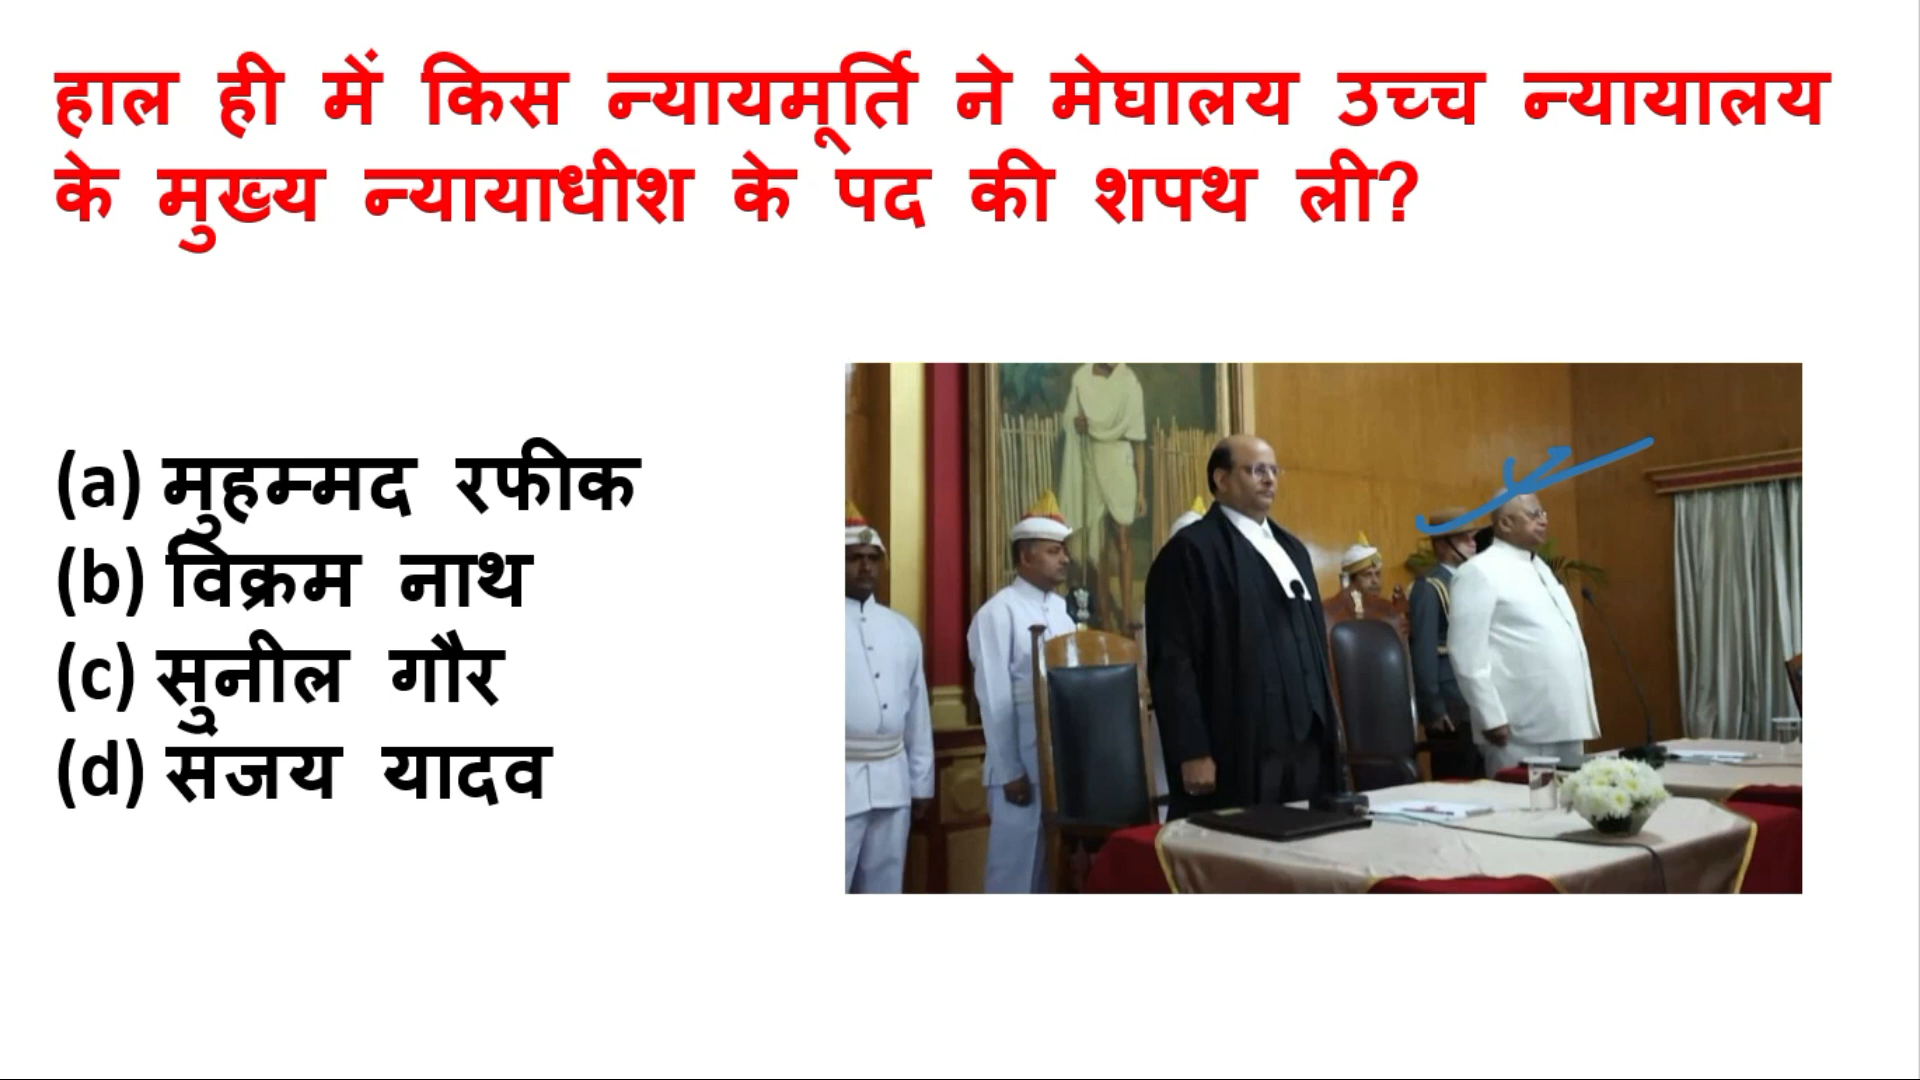 हाल ही में किस न्यायमूर्ति ने मेघालय उच्च न्यायालय
के मुख्य न्यायाधीश के पद की शपथ ली?
(a) मुहम्मद रफीक
(b) विक्रम नाथ
(c) सुनील गौर
(d) संजय यादव